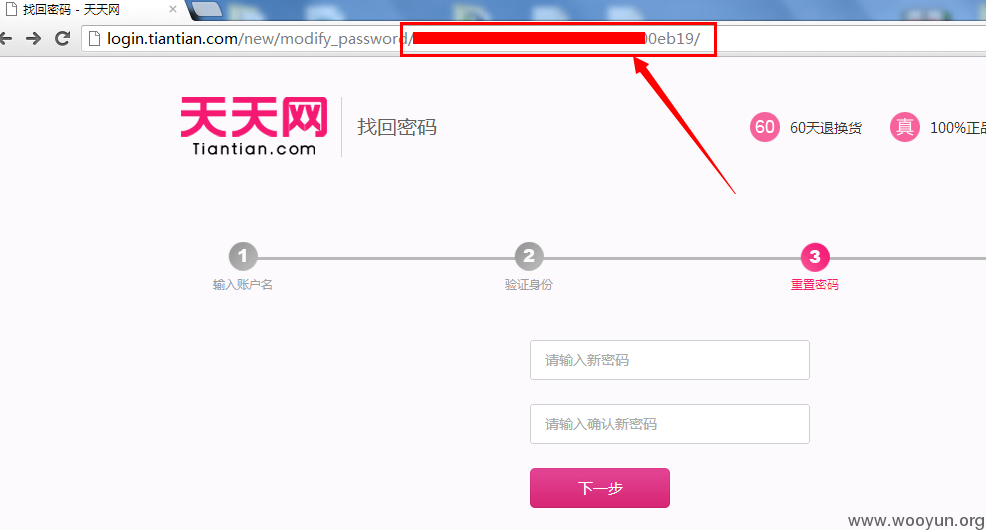 找回密码 - 天天网
login.tiantian.com/new/modify_password/
00eb19/
天天网
Tiantian.com
找回密码
60
60天退换货
真
100%正品
1
2
3
输入账户名
验证身份
重置密码
请输入新密码
请输入确认新密码
下一步
www.wooyun.org